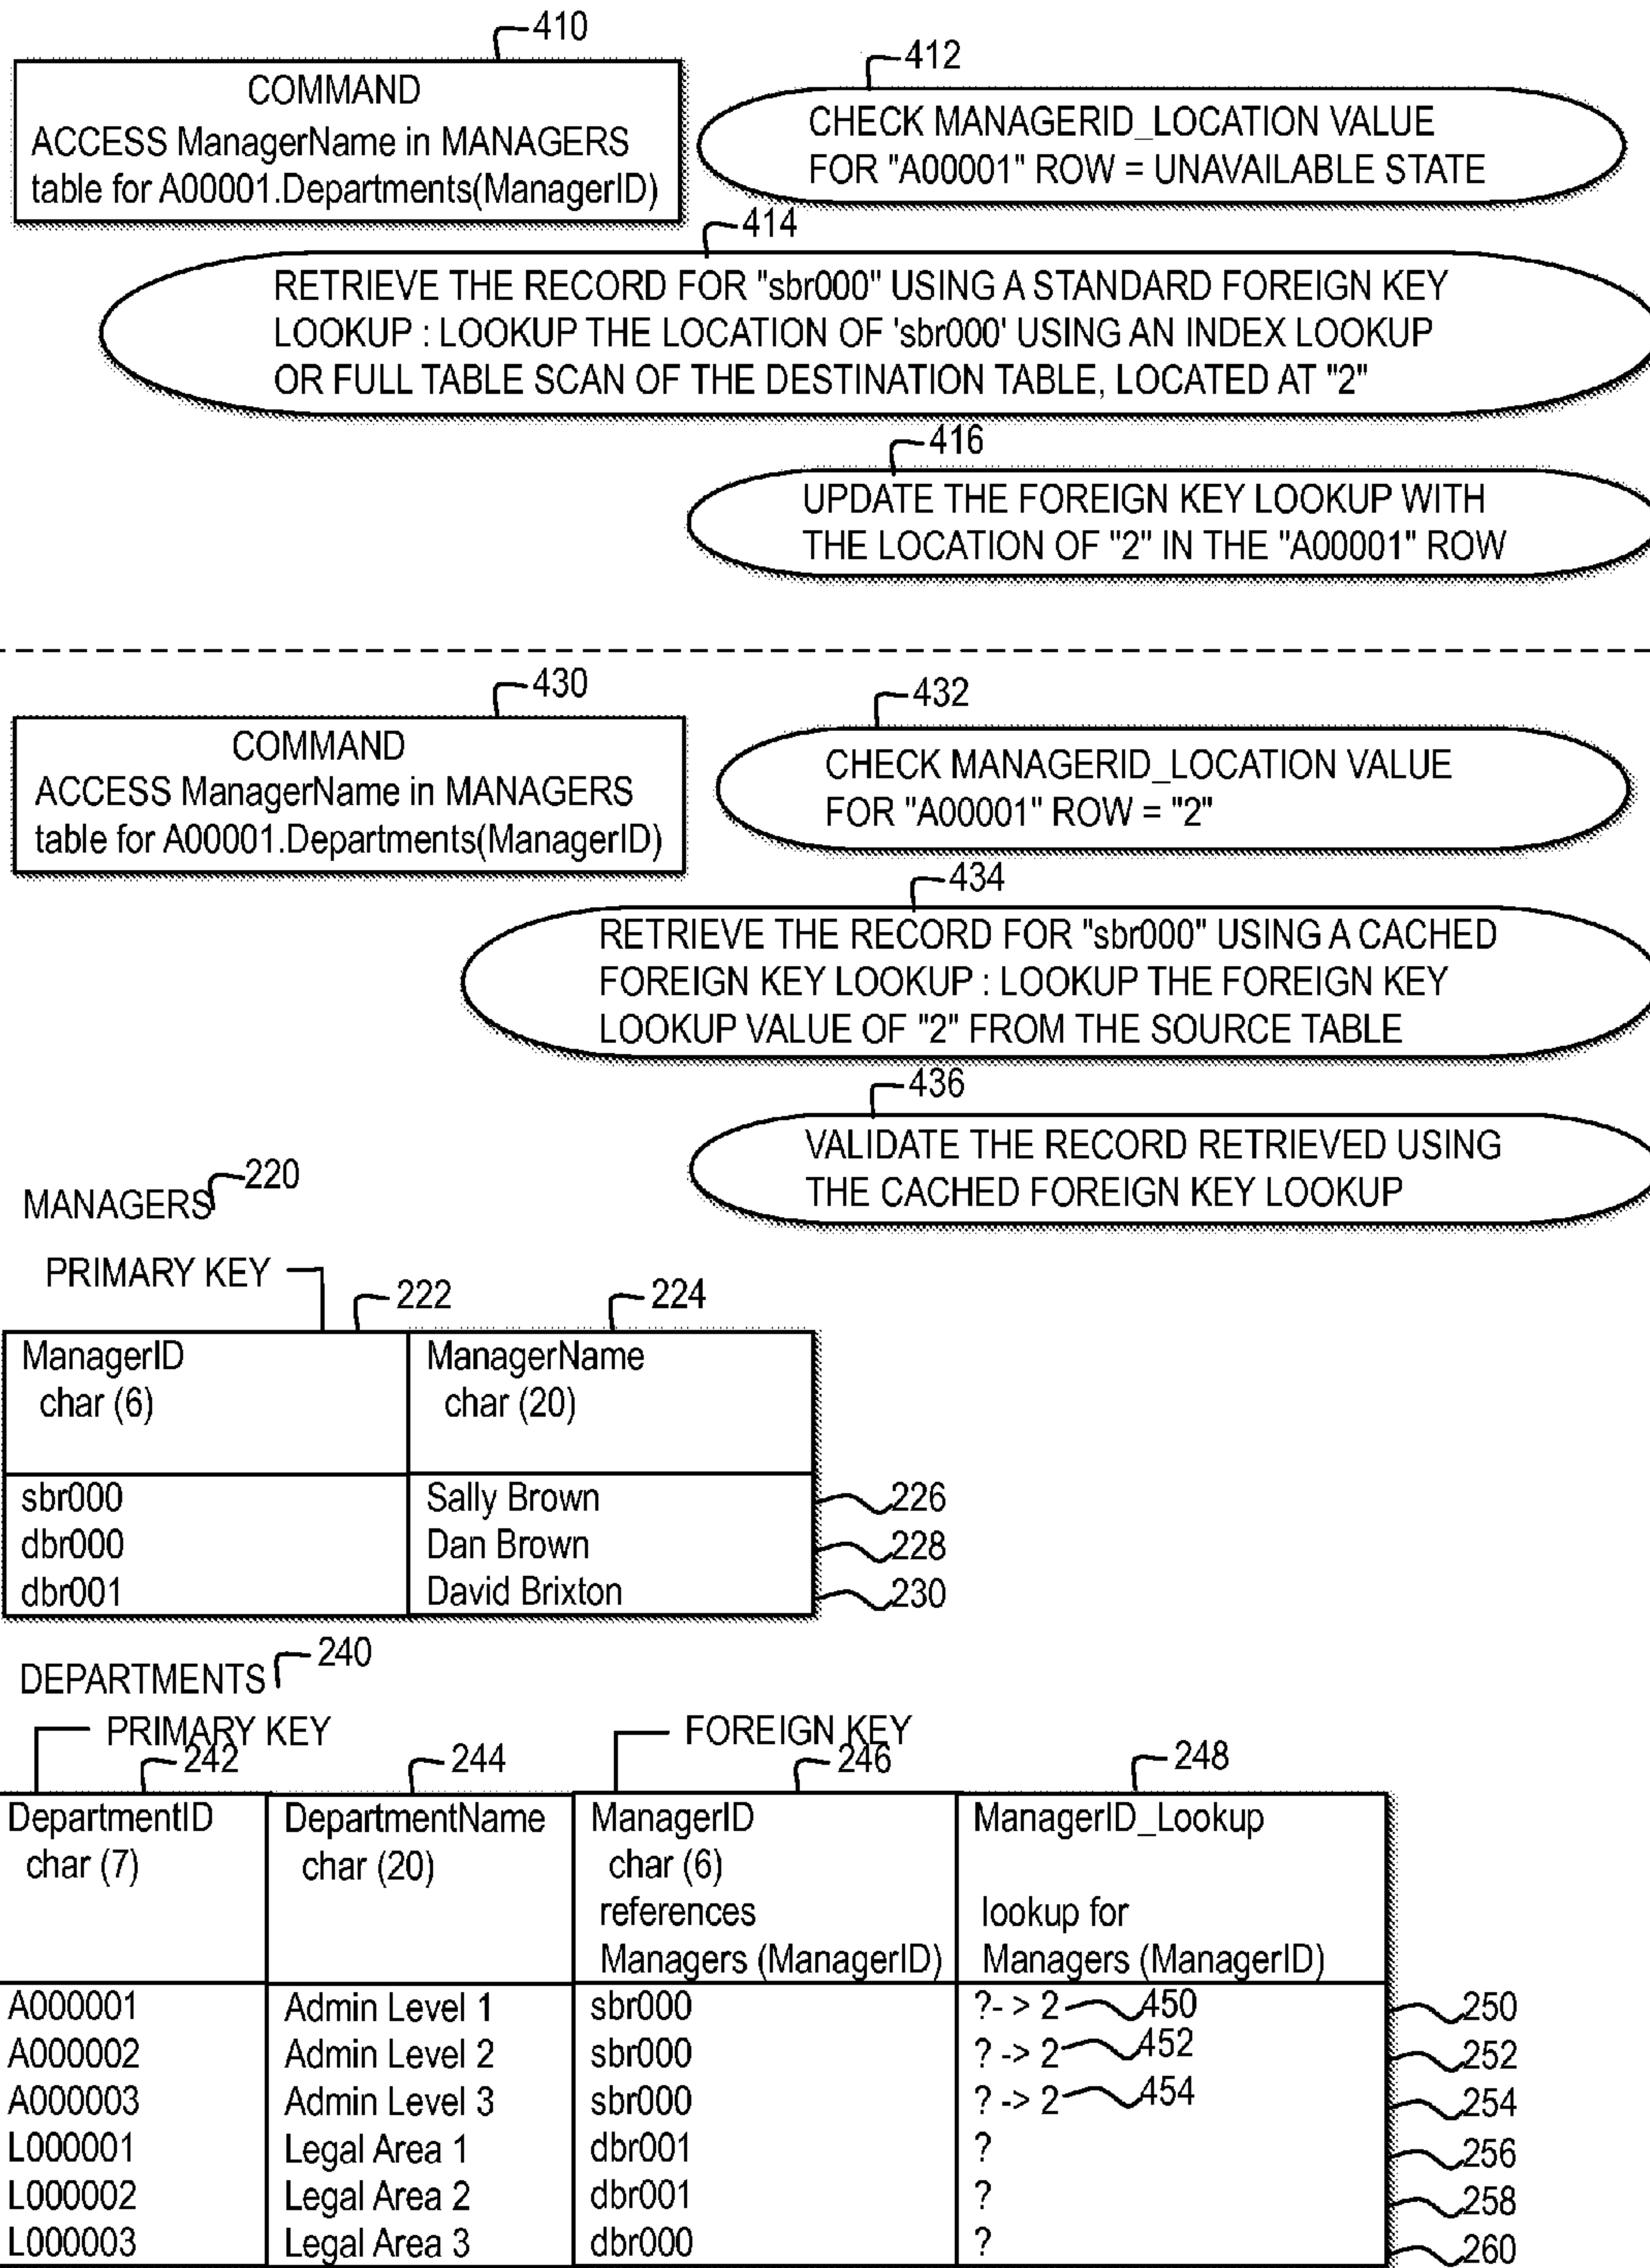 410
COMMAND
ACCESS ManagerName in MANAGERS
table for A00001.Departments(ManagerID)
412
CHECK MANAGERID_LOCATION VALUE
FOR "A00001" ROW = UNAVAILABLE STATE
414
RETRIEVE THE RECORD FOR "sbr000" USING A STANDARD FOREIGN KEY
LOOKUP : LOOKUP THE LOCATION OF 'sbr000' USING AN INDEX LOOKUP
OR FULL TABLE SCAN OF THE DESTINATION TABLE, LOCATED AT "2"
416
UPDATE THE FOREIGN KEY LOOKUP WITH
THE LOCATION OF "2" IN THE "A00001" ROW
430
COMMAND
ACCESS ManagerName in MANAGERS
table for A00001.Departments(ManagerID)
432
CHECK MANAGERID_LOCATION VALUE
FOR "A00001" ROW = "2"
434
RETRIEVE THE RECORD FOR "sbr000" USING A CACHED
FOREIGN KEY LOOKUP : LOOKUP THE FOREIGN KEY
LOOKUP VALUE OF "2" FROM THE SOURCE TABLE
436
VALIDATE THE RECORD RETRIEVED USING
THE CACHED FOREIGN KEY LOOKUP
MANAGERS 220
PRIMARY KEY
222 224
ManagerID ManagerName
char (6) char (20)
sbr000 Sally Brown 226
dbr000 Dan Brown 228
dbr001 David Brixton 230
DEPARTMENTS 240
PRIMARY KEY FOREIGN KEY
242 244 246 248
DepartmentID DepartmentName ManagerID ManagerID_Lookup
char (7) char (20) char (6)
references lookup for
Managers (ManagerID) Managers (ManagerID)
A000001 Admin Level 1 sbr000 ?- > 2 450 250
A000002 Admin Level 2 sbr000 ? -> 2 452 252
A000003 Admin Level 3 sbr000 ? -> 2 454 254
L000001 Legal Area 1 dbr001 ? 256
L000002 Legal Area 2 dbr001 ? 258
L000003 Legal Area 3 dbr000 ? 260